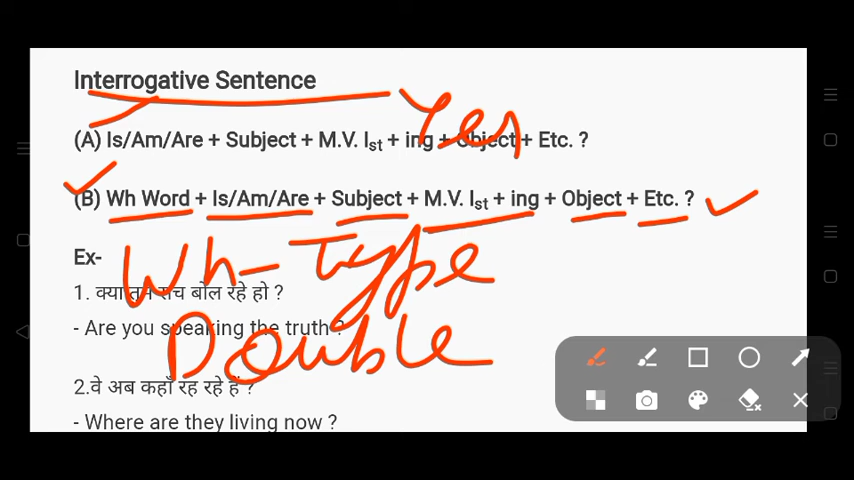 Interrogative Sentence
Yes
(A) Is/Am/Are + Subject + M.V. Ist + ing + Object + Etc. ?
(B) Wh Word + Is/Am/Are + Subject + M.V. Ist + ing + Object + Etc. ?
Ex-
Wh- Type
1. क्या तुम सच बोल रहे हो ?
- Are you speaking the truth ?
Double
2.वे अब कहाँ रह रहे हैं ?
- Where are they living now ?